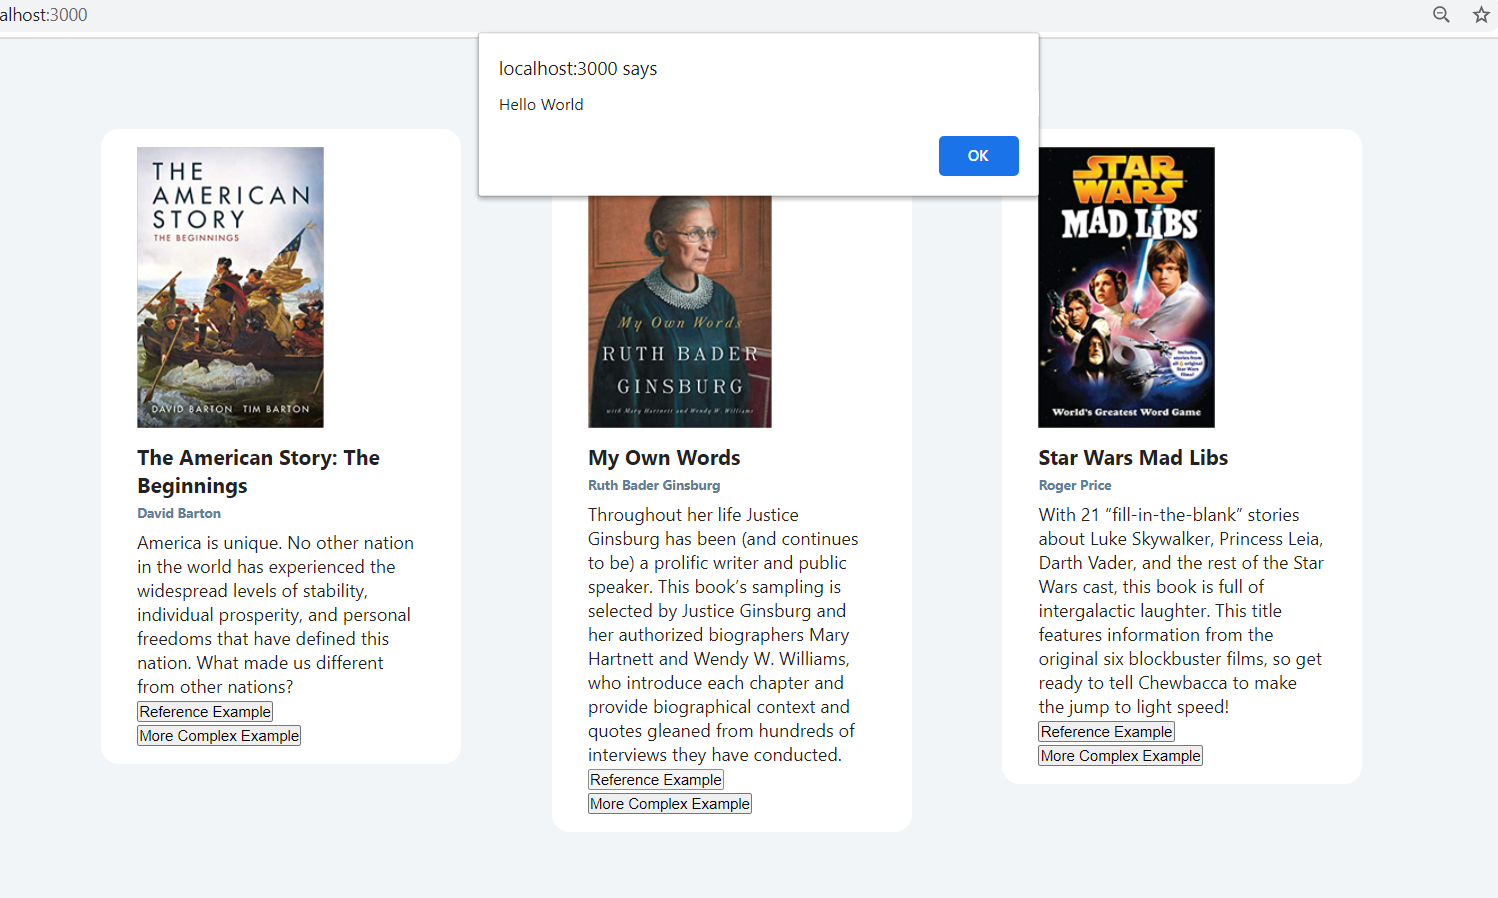 alhost:3000
localhost:3000 says
Hello World
OK
THE
AMERICAN
STORY
THE BEGINNINGS
DAVID BARTON TIM BARTON
The American Story: The
Beginnings
David Barton
America is unique. No other nation
in the world has experienced the
widespread levels of stability,
individual prosperity, and personal
freedoms that have defined this
nation. What made us different
from other nations?
Reference Example
More Complex Example
My Own Words
RUTH BADER
GINSBURG
with Mary Hartnett and Wendy W. Williams
My Own Words
Ruth Bader Ginsburg
Throughout her life Justice
Ginsburg has been (and continues
to be) a prolific writer and public
speaker. This book’s sampling is
selected by Justice Ginsburg and
her authorized biographers Mary
Hartnett and Wendy W. Williams,
who introduce each chapter and
provide biographical context and
quotes gleaned from hundreds of
interviews they have conducted.
Reference Example
More Complex Example
STAR
WARS
MAD LIBS
Includes
stories from
all 6 original
Star Wars
films!
World's Greatest Word Game
Star Wars Mad Libs
Roger Price
With 21 “fill-in-the-blank” stories
about Luke Skywalker, Princess Leia,
Darth Vader, and the rest of the Star
Wars cast, this book is full of
intergalactic laughter. This title
features information from the
original six blockbuster films, so get
ready to tell Chewbacca to make
the jump to light speed!
Reference Example
More Complex Example